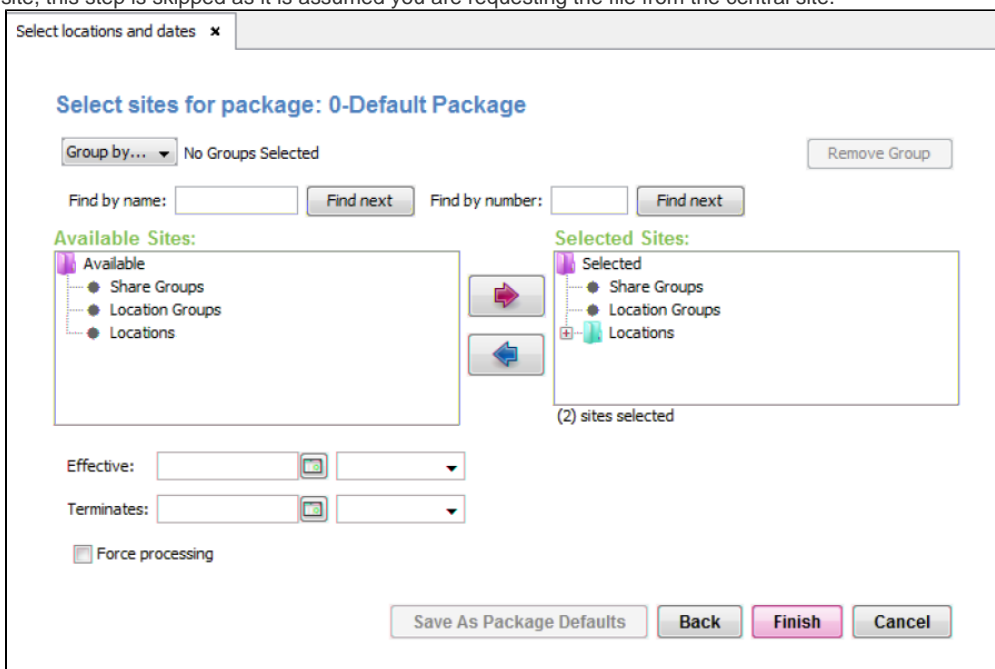 site, this step is skipped as it is assumed you are requesting the file from the central site.
Select locations and dates ×
Select sites for package: 0-Default Package
Group by... No Groups Selected Remove Group
Find by name: Find next Find by number: Find next
Available Sites: Selected Sites:
Available Selected
Share Groups Share Groups
Location Groups Location Groups
Locations Locations
(2) sites selected
Effective:
Terminates:
Force processing
Save As Package Defaults Back Finish Cancel